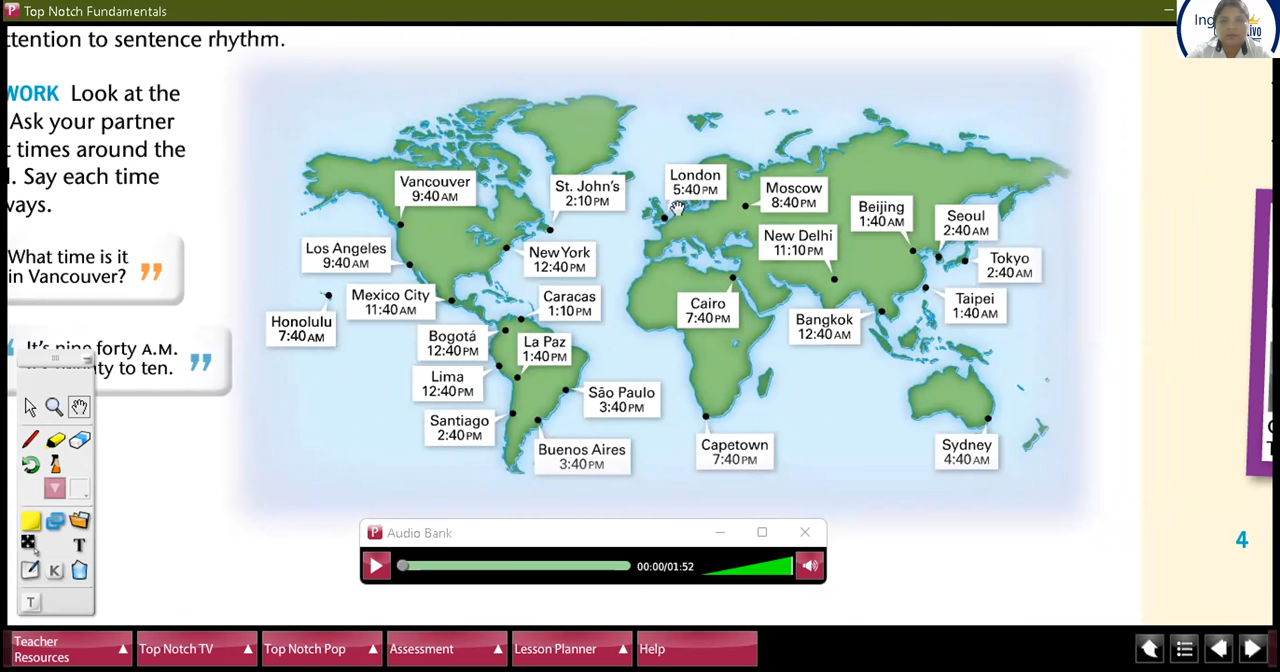 Top Notch Fundamentals
ttention to sentence rhythm.
WORK Look at the
Ask your partner
t times around the
l. Say each time
vays.
What time is it
in Vancouver? ”
It's nine forty A.M.
to ten. ”
Vancouver
9:40 AM
St. John's
2:10 PM
London
5:40 PM
Moscow
8:40 PM
Beijing
1:40 AM
Seoul
2:40 AM
Los Angeles
9:40 AM
New York
12:40 PM
New Delhi
11:10 PM
Tokyo
2:40 AM
Mexico City
11:40 AM
Caracas
1:10 PM
Cairo
7:40 PM
Taipei
1:40 AM
Honolulu
7:40 AM
Bogotá
12:40 PM
La Paz
1:40 PM
Bangkok
12:40 AM
Lima
12:40 PM
São Paulo
3:40 PM
Santiago
2:40 PM
Buenos Aires
3:40 PM
Capetown
7:40 PM
Sydney
4:40 AM
Audio Bank
00:00/01:52
4
T
K
T
Teacher
Resources
Top Notch TV
Top Notch Pop
Assessment
Lesson Planner
Help